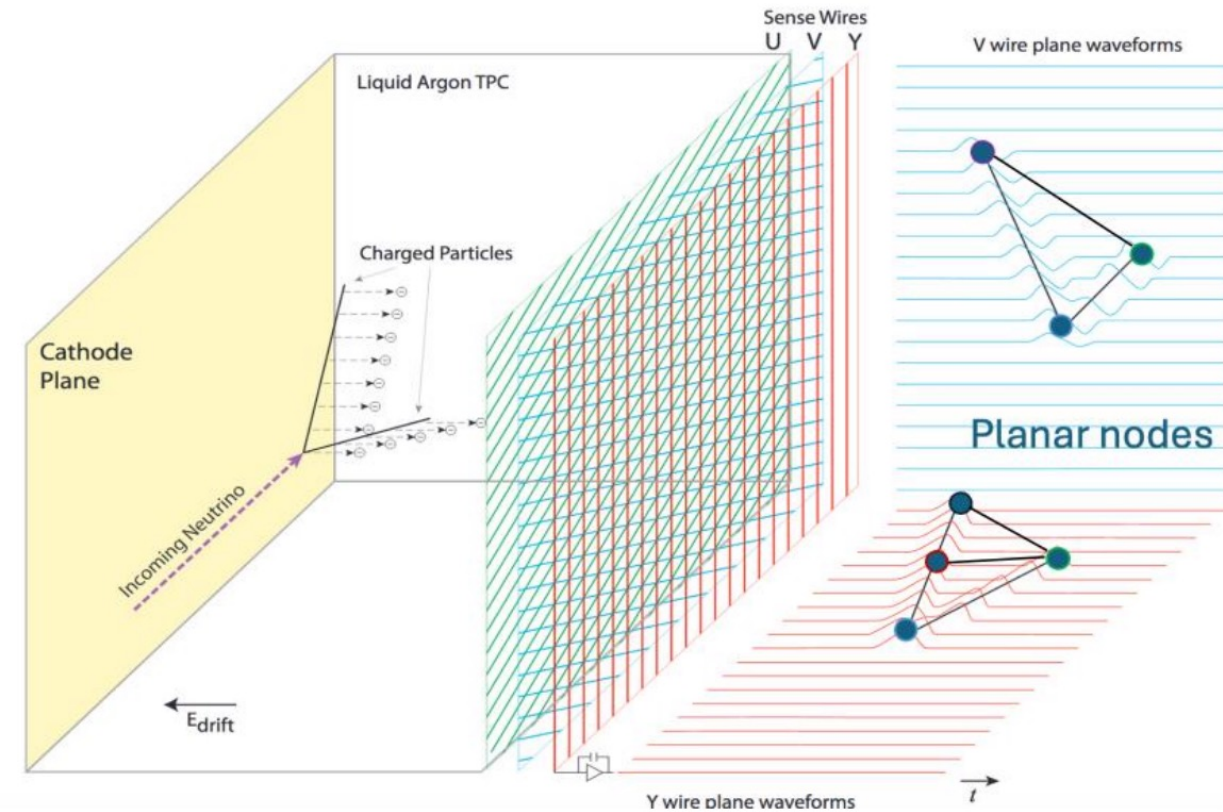 Sense Wires
U V Y
V wire plane waveforms
Liquid Argon TPC
Charged Particles
Cathode
Plane
Planar nodes
Incoming Neutrino
Edrift
t
Y wire plane waveforms